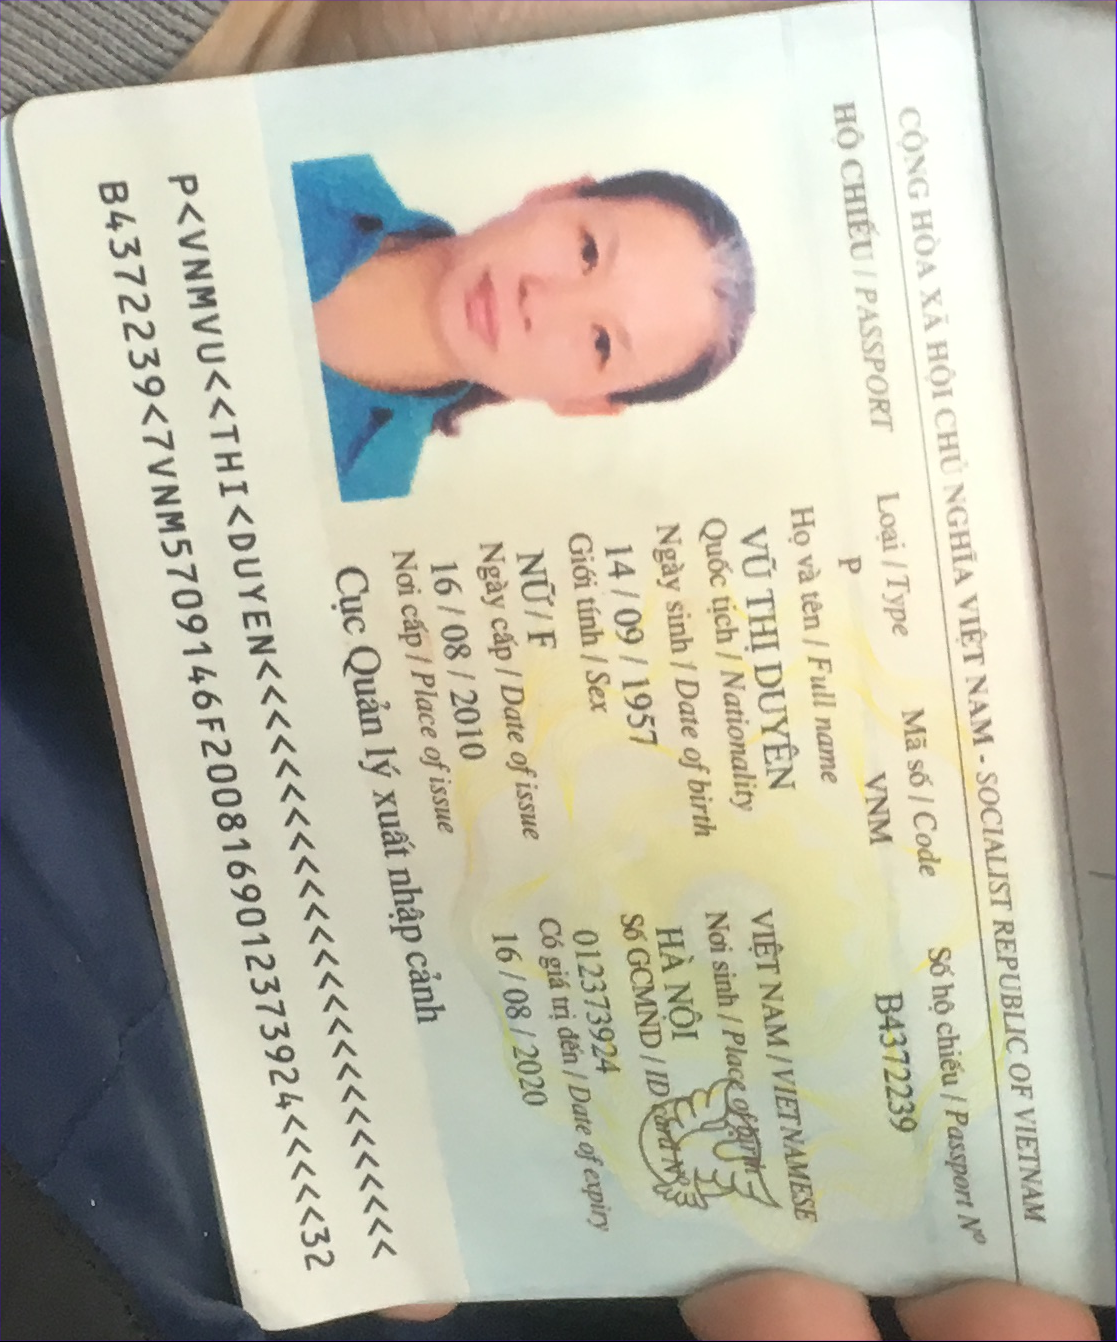 CỘNG HÒA XÃ HỘI CHỦ NGHĨA VIỆT NAM - SOCIALIST REPUBLIC OF VIETNAM
HỘ CHIẾU / PASSPORT
Loại / Type Mã số / Code Số hộ chiếu / Passport Nº
P VNM B4372239
Họ và tên / Full name
VŨ THỊ DUYÊN
Quốc tịch / Nationality
VIỆT NAM / VIETNAMESE
Ngày sinh / Date of birth Nơi sinh / Place of birth
14 / 09 / 1957 HÀ NỘI
Giới tính / Sex Số GCMND / ID card Nº
NỮ / F 012373924
Ngày cấp / Date of issue Có giá trị đến / Date of expiry
16 / 08 / 2010 16 / 08 / 2020
Nơi cấp / Place of issue
Cục Quản lý xuất nhập cảnh
P<VNMVU<<THI<DUYEN<<<<<<<<<<<<<<<<<<<<<<<<<<
B4372239<7VNM5709146F2008169012373924<<<<<32